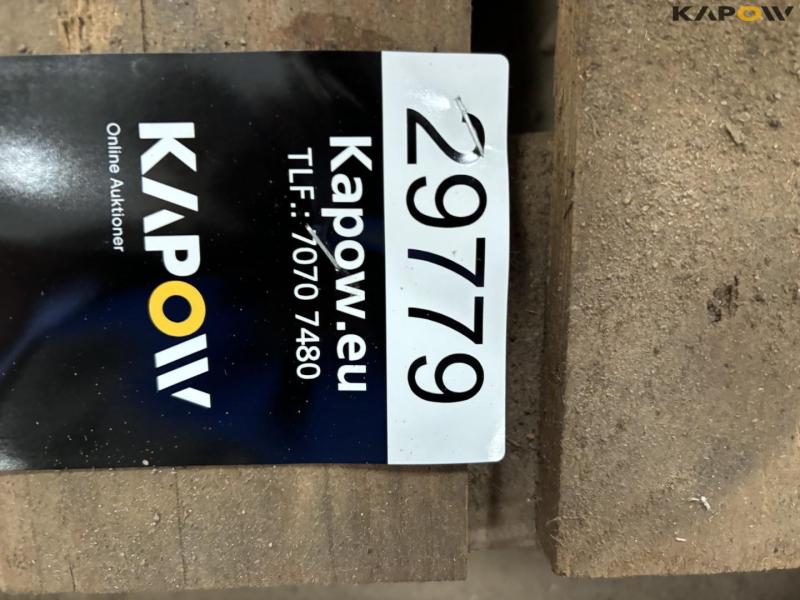 29779
Kapow.eu
TLF.: 7070 7480
KAPOW
Online Auktioner
KAPOW